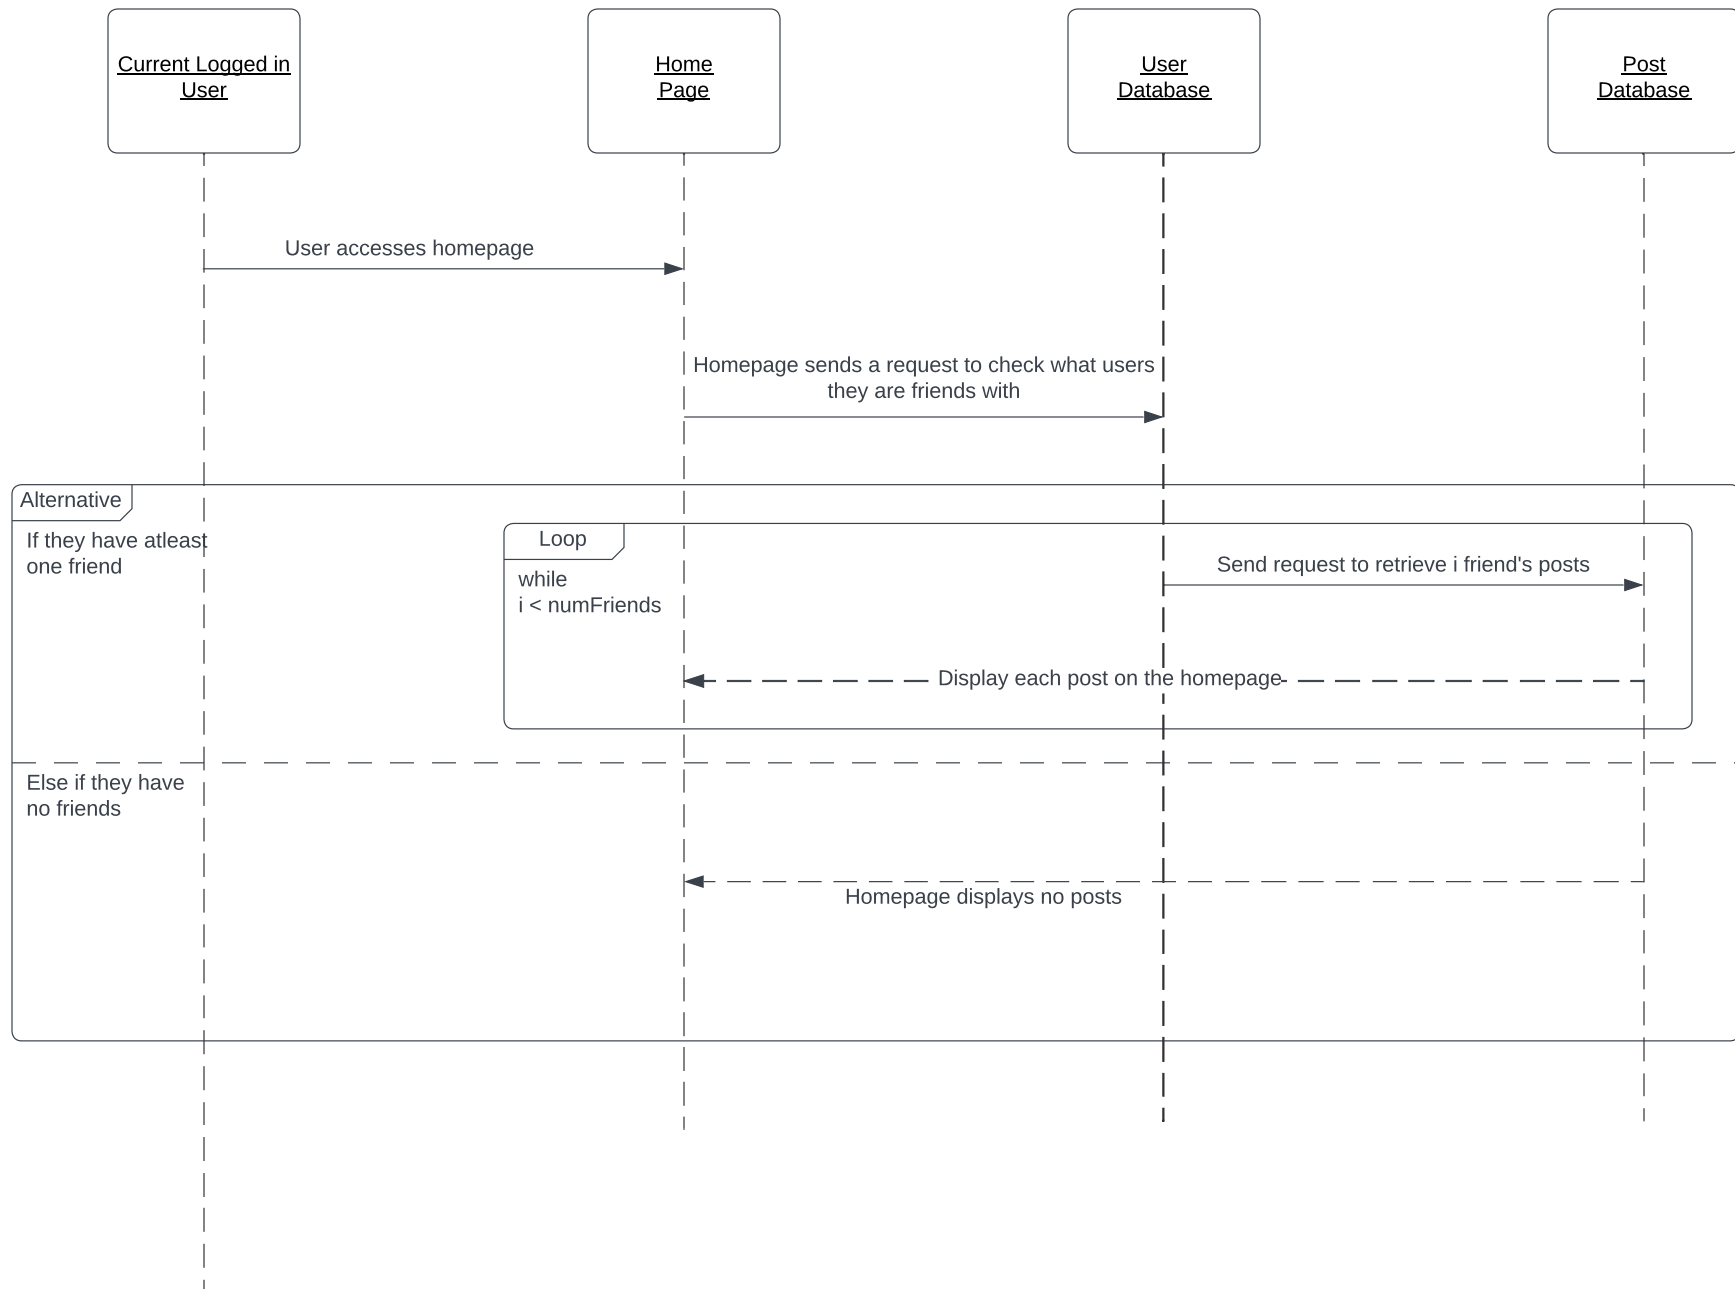 Current Logged in
User
Home
Page
User
Database
Post
Database
User accesses homepage
Homepage sends a request to check what users
they are friends with
Alternative
If they have atleast
one friend
Loop
while
i < numFriends
Send request to retrieve i friend's posts
Display each post on the homepage
Else if they have
no friends
Homepage displays no posts